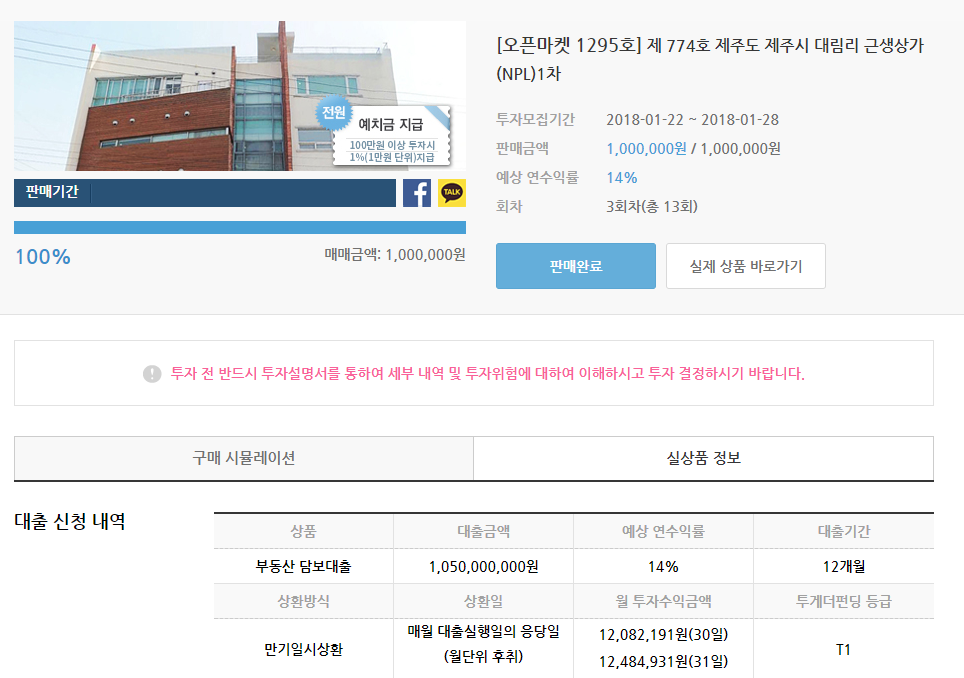 [오픈마켓 1295호] 제 774호 제주도 제주시 대림리 근생상가
(NPL)1차
전원
예치금 지급
100만원 이상 투자시
1%(1만원 단위)지급
투자모집기간 2018-01-22 ~ 2018-01-28
판매금액 1,000,000원 / 1,000,000원
예상 연수익률 14%
회차 3회차(총 13회)
판매기간
f TALK
100% 매매금액: 1,000,000원
판매완료 실제 상품 바로가기
! 투자 전 반드시 투자설명서를 통하여 세부 내역 및 투자위험에 대하여 이해하시고 투자 결정하시기 바랍니다.
구매 시뮬레이션 실상품 정보
대출 신청 내역
상품 대출금액 예상 연수익률 대출기간
부동산 담보대출 1,050,000,000원 14% 12개월
상환방식 상환일 월 투자수익금액 투게더펀딩 등급
만기일시상환 매월 대출실행일의 응당일 12,082,191원(30일) T1
(월단위 후취) 12,484,931원(31일)